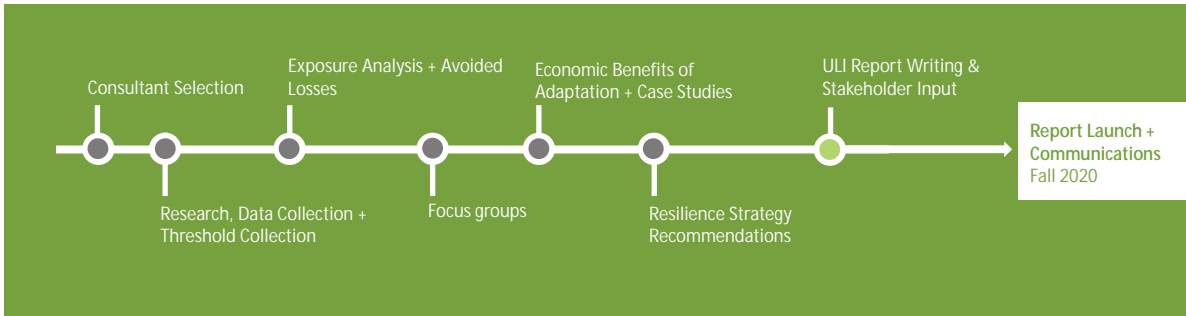 Consultant Selection
Research, Data Collection +
Threshold Collection
Exposure Analysis + Avoided
Losses
Focus groups
Economic Benefits of
Adaptation + Case Studies
Resilience Strategy
Recommendations
ULI Report Writing &
Stakeholder Input
Report Launch +
Communications
Fall 2020